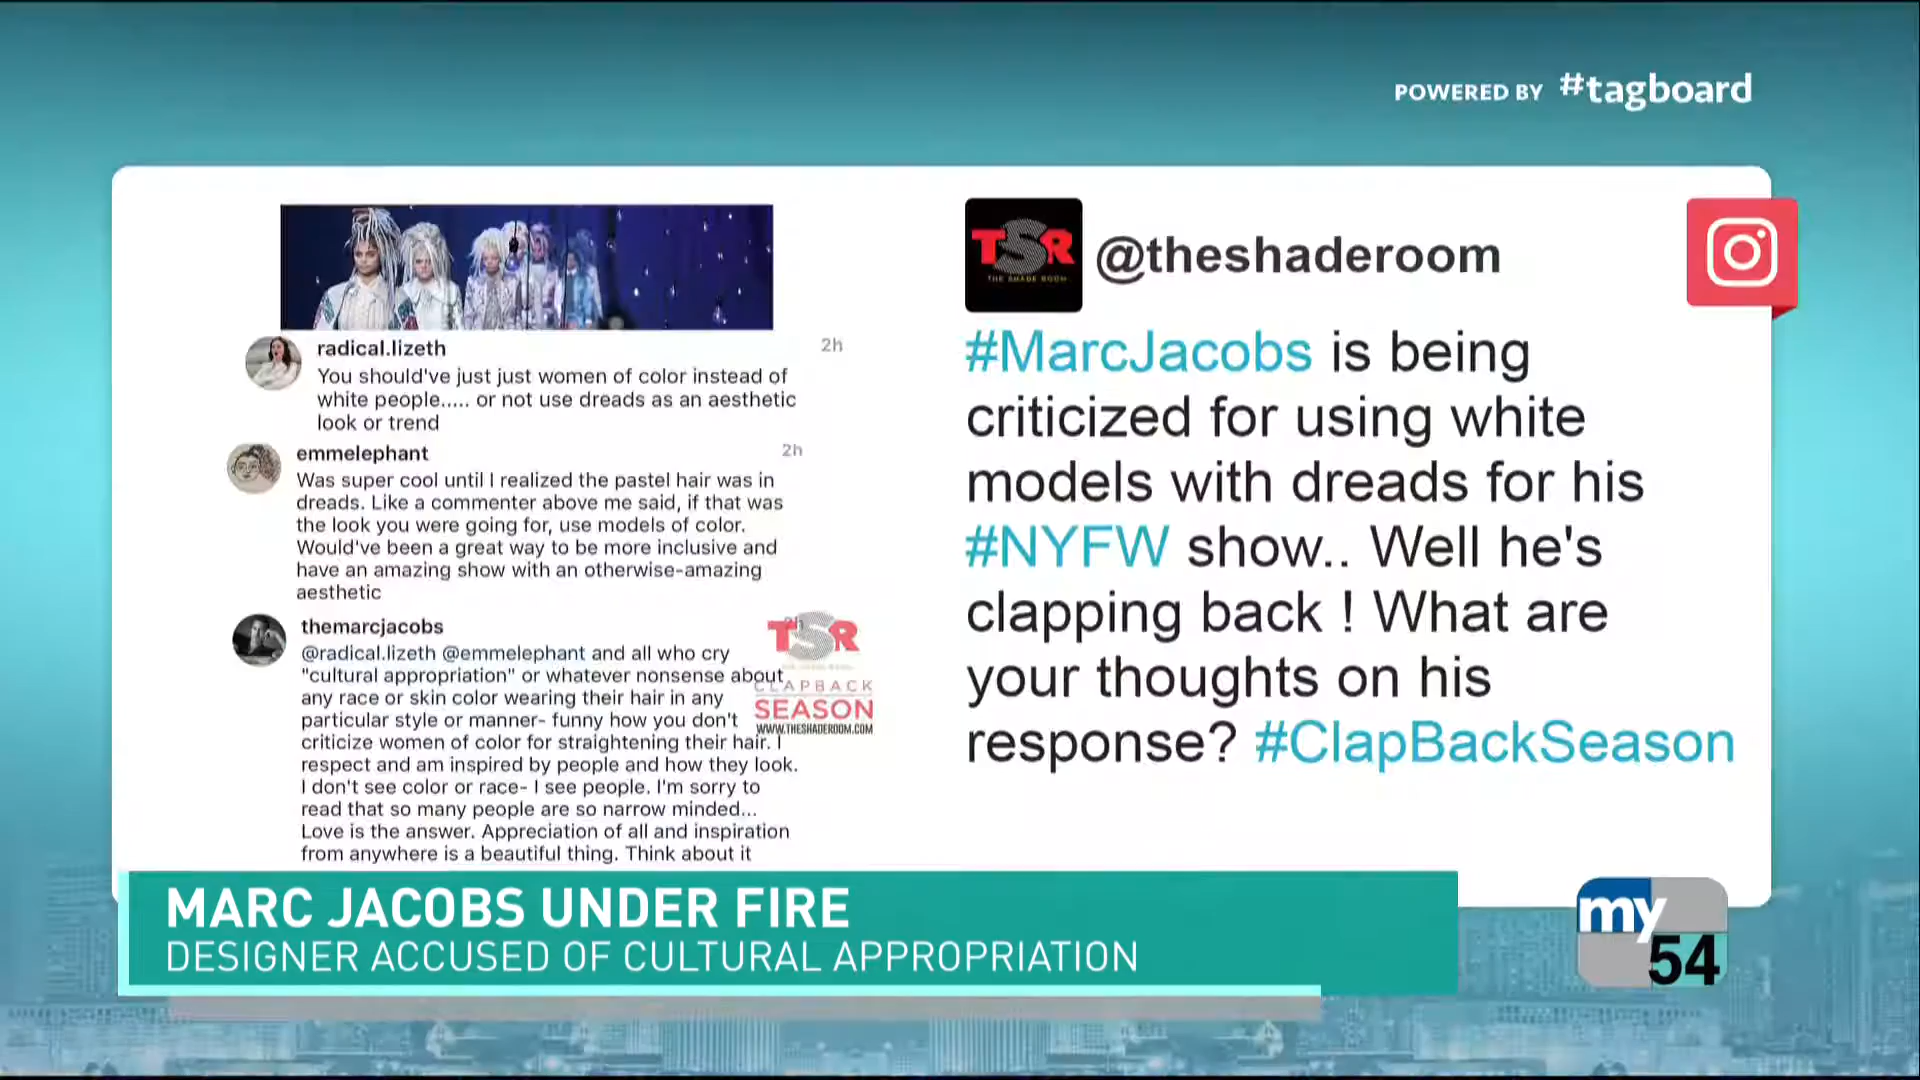 POWERED BY #tagboard
radical.lizeth 2h
You should've just just women of color instead of
white people..... or not use dreads as an aesthetic
look or trend
emmelephant 2h
Was super cool until I realized the pastel hair was in
dreads. Like a commenter above me said, if that was
the look you were going for, use models of color.
Would've been a great way to be more inclusive and
have an amazing show with an otherwise-amazing
aesthetic
themarcjacobs
@radical.lizeth @emmelephant and all who cry
"cultural appropriation" or whatever nonsense about
any race or skin color wearing their hair in any
particular style or manner- funny how you don't
criticize women of color for straightening their hair. I
respect and am inspired by people and how they look.
I don't see color or race- I see people. I'm sorry to
read that so many people are so narrow minded...
Love is the answer. Appreciation of all and inspiration
from anywhere is a beautiful thing. Think about it
TSR
CLAPBACK
SEASON
WWW.THESHADEROOM.COM
TSR
THE SHADE ROOM
@theshaderoom
#MarcJacobs is being
criticized for using white
models with dreads for his
#NYFW show.. Well he's
clapping back ! What are
your thoughts on his
response? #ClapBackSeason
MARC JACOBS UNDER FIRE
DESIGNER ACCUSED OF CULTURAL APPROPRIATION
my
54